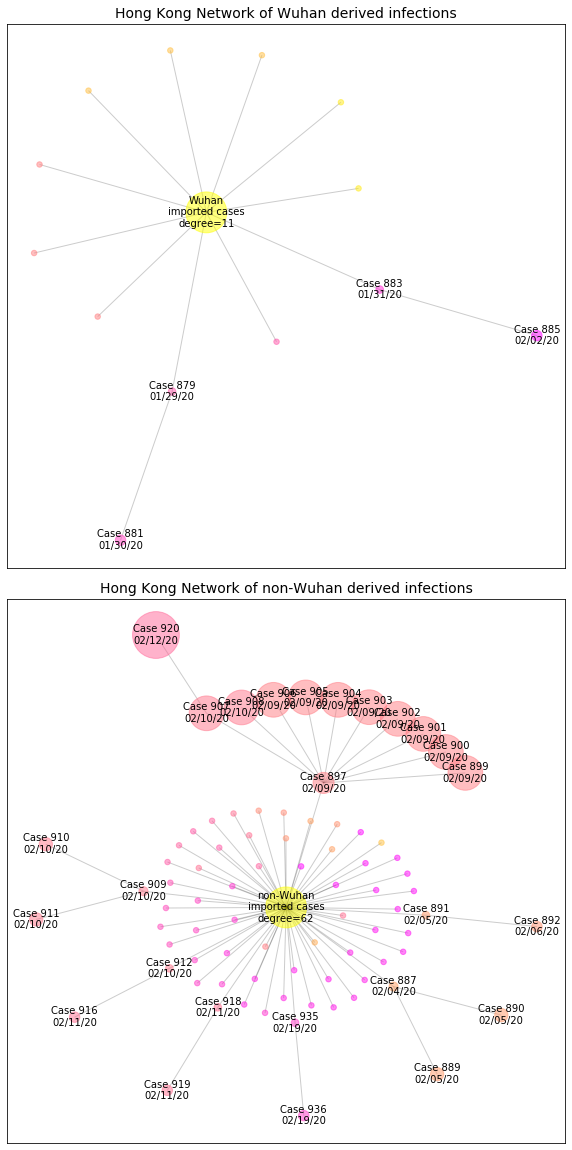 Hong Kong Network of Wuhan derived infections
Wuhan
imported cases
degree=11
Case 883
01/31/20
Case 885
02/02/20
Case 879
01/29/20
Case 881
01/30/20
Hong Kong Network of non-Wuhan derived infections
Case 920
02/12/20
Case 907
02/10/20
Case 908
02/10/20
Case 906
02/09/20
Case 905
02/09/20
Case 904
02/09/20
Case 903
02/09/20
Case 902
02/09/20
Case 901
02/09/20
Case 900
02/09/20
Case 899
02/09/20
Case 897
02/09/20
Case 910
02/10/20
Case 909
02/10/20
Case 911
02/10/20
non-Wuhan
imported cases
degree=62
Case 891
02/05/20
Case 892
02/06/20
Case 912
02/10/20
Case 887
02/04/20
Case 916
02/11/20
Case 918
02/11/20
Case 935
02/19/20
Case 890
02/05/20
Case 889
02/05/20
Case 919
02/11/20
Case 936
02/19/20